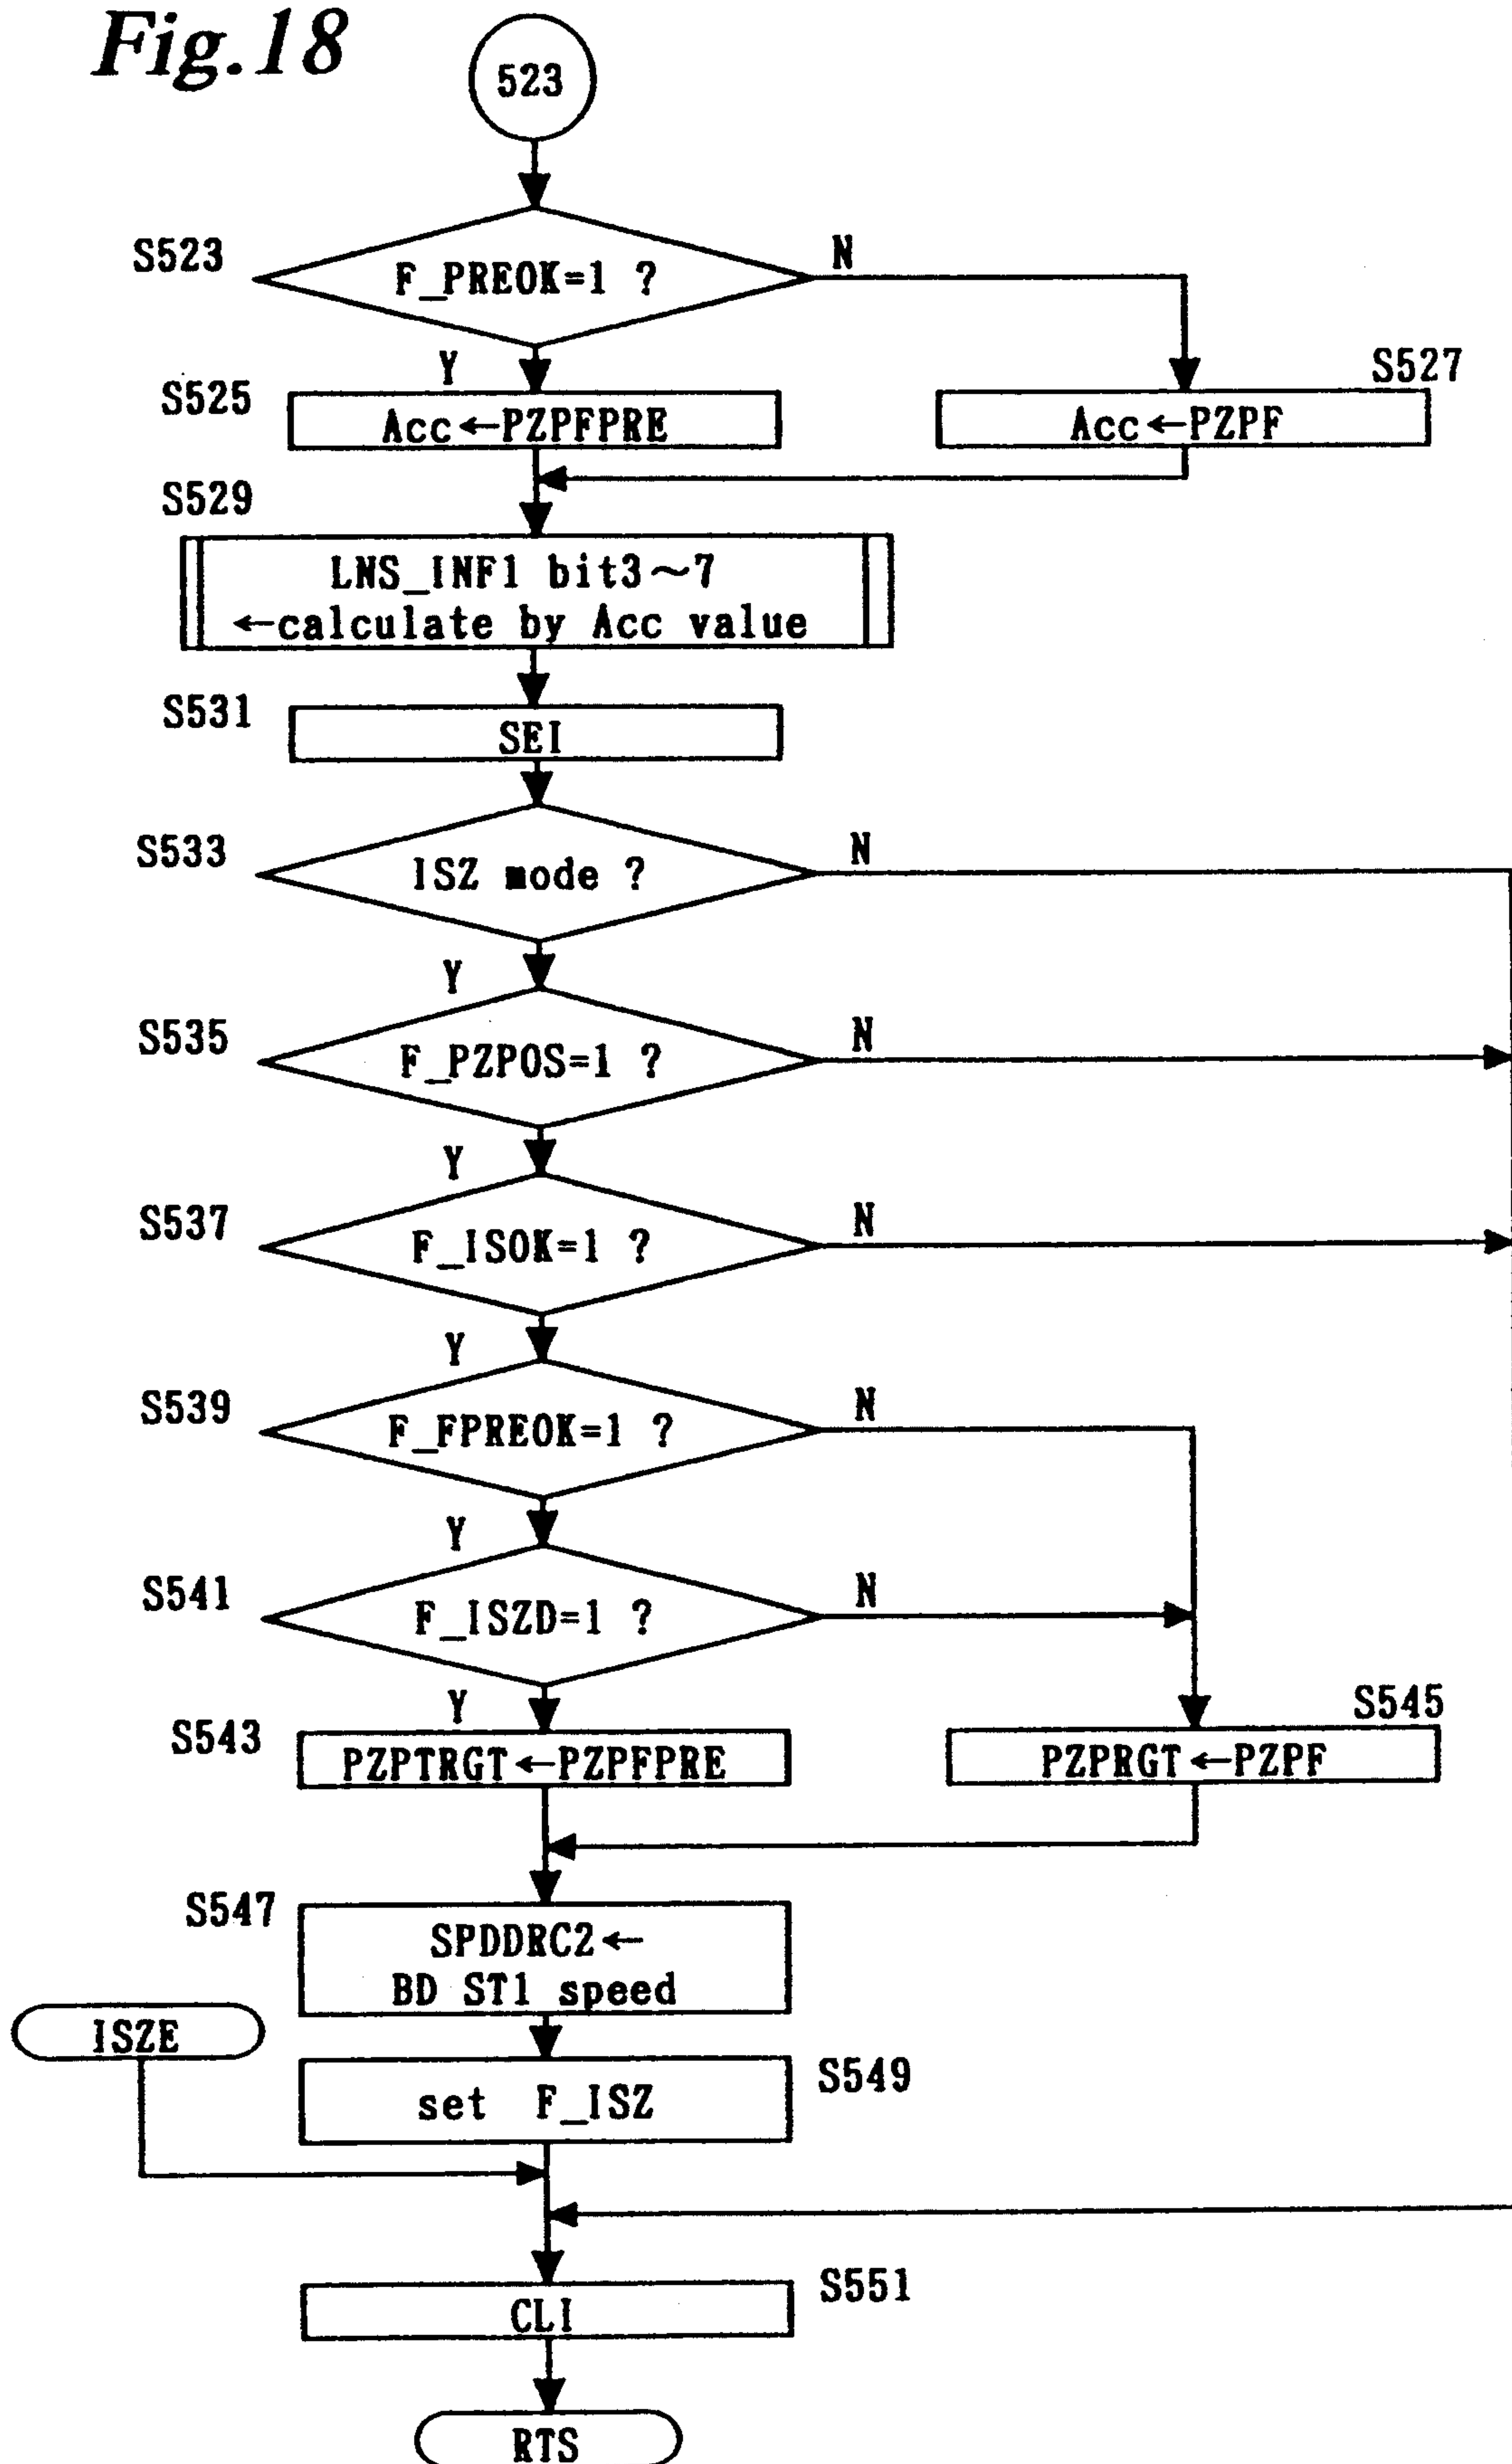 Fig.18
523
S523
F_PREOK=1 ?
N
Y
S525
Acc←PZPFPRE
S527
Acc←PZPF
S529
LNS_INF1 bit3~7
←calculate by Acc value
S531
SEI
S533
ISZ mode ?
N
Y
S535
F_PZPOS=1 ?
N
Y
S537
F_ISOK=1 ?
N
Y
S539
F_FPREOK=1 ?
N
Y
S541
F_ISZD=1 ?
N
Y
S543
PZPTRGT←PZPFPRE
S545
PZPRGT←PZPF
S547
SPDDRC2←
BD ST1 speed
ISZE
S549
set F_ISZ
S551
CLI
RTS